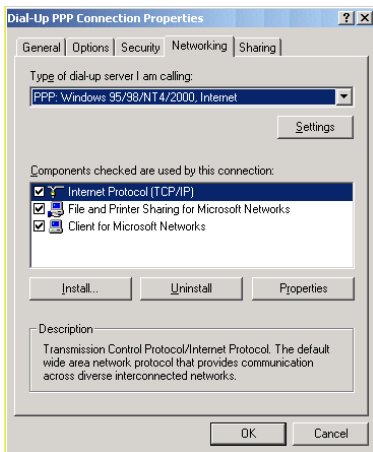 Dial-Up PPP Connection Properties
General Options Security Networking Sharing
Type of dial-up server I am calling:
PPP: Windows 95/98/NT4/2000, Internet
Settings
Components checked are used by this connection:
Internet Protocol (TCP/IP)
File and Printer Sharing for Microsoft Networks
Client for Microsoft Networks
Install... Uninstall Properties
Description
Transmission Control Protocol/Internet Protocol. The default
wide area network protocol that provides communication
across diverse interconnected networks.
OK Cancel